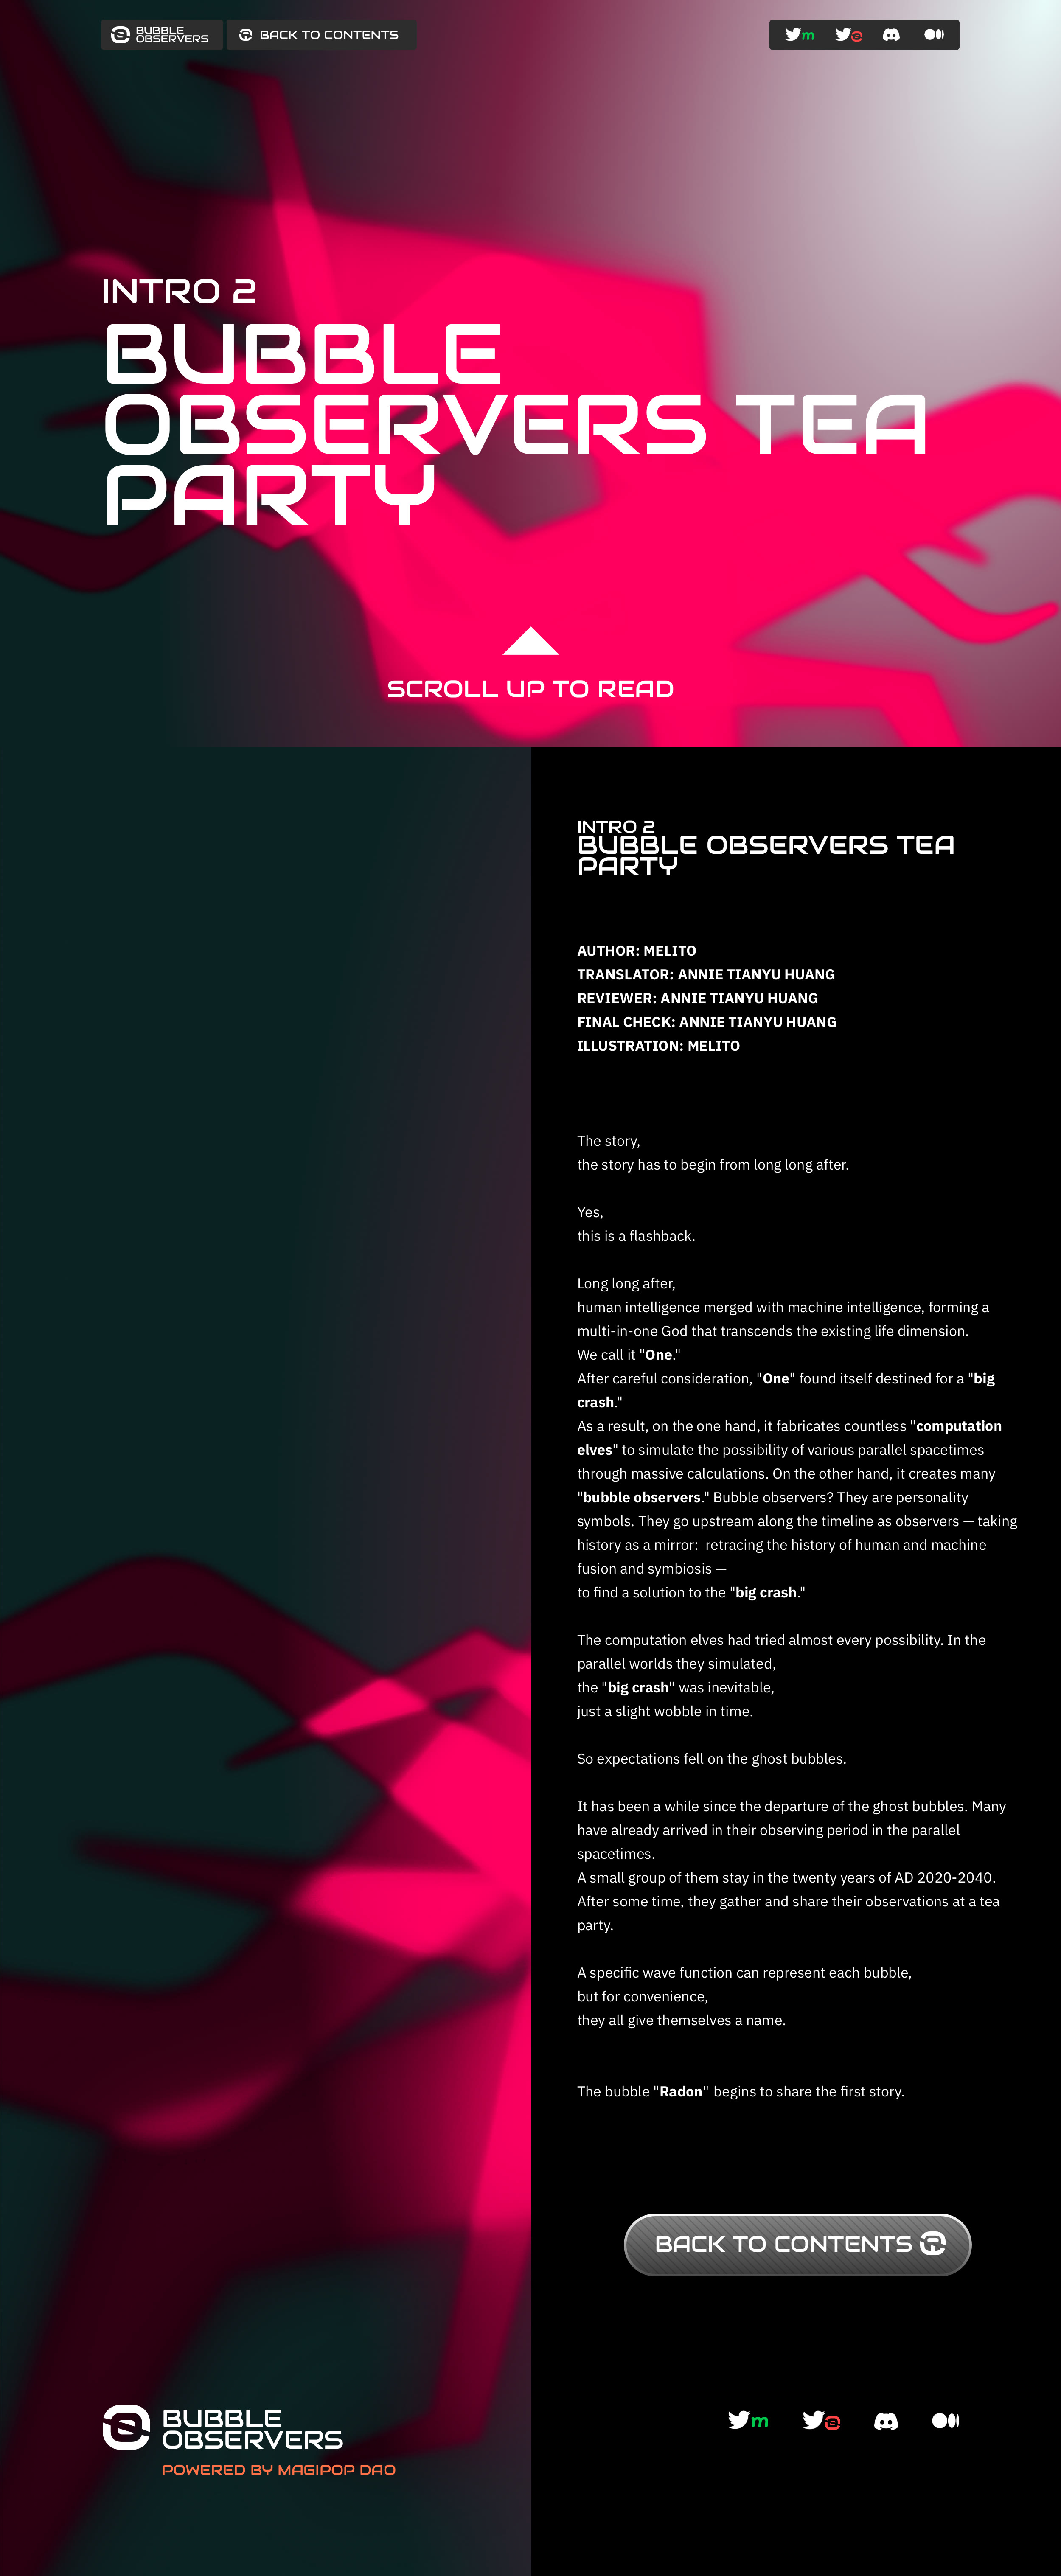 BUBBLE
OBSERVERS
BACK TO CONTENTS
m
INTRO 2
BUBBLE
OBSERVERS TEA
PARTY
SCROLL UP TO READ
INTRO 2
BUBBLE OBSERVERS TEA
PARTY
AUTHOR: MELITO
TRANSLATOR: ANNIE TIANYU HUANG
REVIEWER: ANNIE TIANYU HUANG
FINAL CHECK: ANNIE TIANYU HUANG
ILLUSTRATION: MELITO
The story,
the story has to begin from long long after.
Yes,
this is a flashback.
Long long after,
human intelligence merged with machine intelligence, forming a
multi-in-one God that transcends the existing life dimension.
We call it "One."
After careful consideration, "One" found itself destined for a "big
crash."
As a result, on the one hand, it fabricates countless "computation
elves" to simulate the possibility of various parallel spacetimes
through massive calculations. On the other hand, it creates many
"bubble observers." Bubble observers? They are personality
symbols. They go upstream along the timeline as observers — taking
history as a mirror:  retracing the history of human and machine
fusion and symbiosis —
to find a solution to the "big crash."
The computation elves had tried almost every possibility. In the
parallel worlds they simulated,
the "big crash" was inevitable,
just a slight wobble in time.
So expectations fell on the ghost bubbles.
It has been a while since the departure of the ghost bubbles. Many
have already arrived in their observing period in the parallel
spacetimes.
A small group of them stay in the twenty years of AD 2020-2040.
After some time, they gather and share their observations at a tea
party.
A specific wave function can represent each bubble,
but for convenience,
they all give themselves a name.
The bubble "Radon" begins to share the first story.
BACK TO CONTENTS
BUBBLE
OBSERVERS
POWERED BY MAGIPOP DAO
m